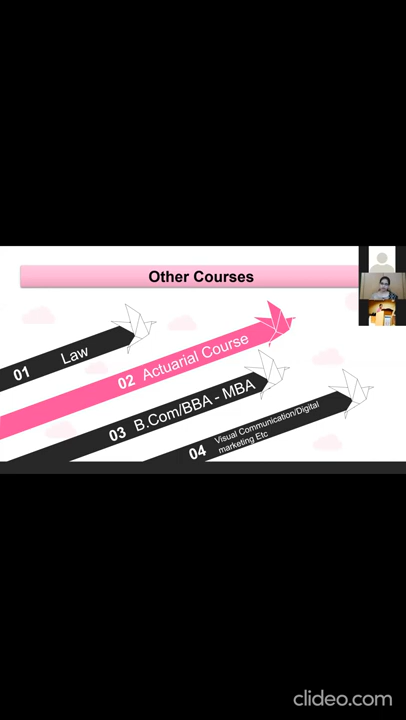 Other Courses
01 Law
02 Actuarial Course
03 B.Com/BBA - MBA
04 Visual Communication/Digital
marketing Etc
clideo.com